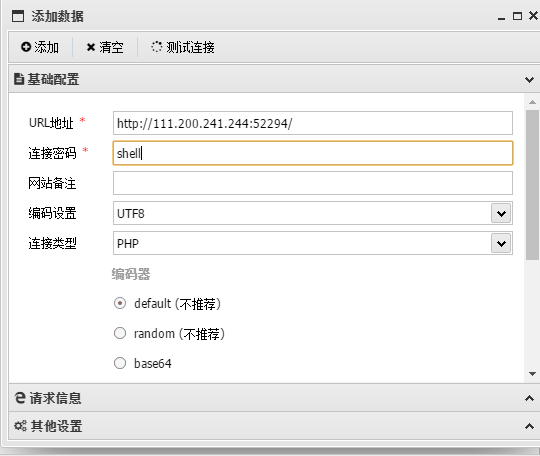 添加数据
添加 清空 测试连接
基础配置
URL地址 * http://111.200.241.244:52294/
连接密码 * shell
网站备注
编码设置 UTF8
连接类型 PHP
编码器
default (不推荐)
random (不推荐)
base64
请求信息
其他设置